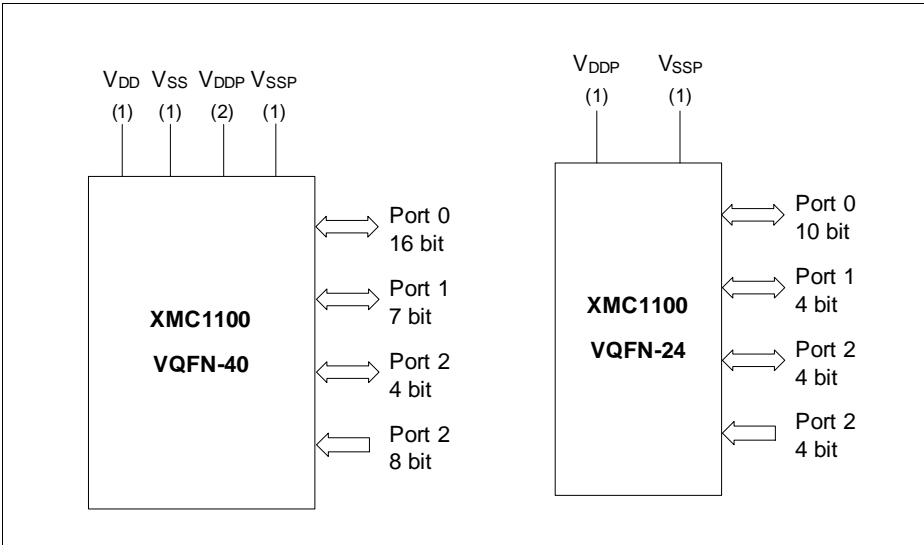 VDD VSS VDDP VSSP
(1) (1) (2) (1)
Port 0
16 bit
Port 1
7 bit
Port 2
4 bit
Port 2
8 bit
XMC1100
VQFN-40
VDDP VSSP
(1) (1)
Port 0
10 bit
Port 1
4 bit
Port 2
4 bit
Port 2
4 bit
XMC1100
VQFN-24